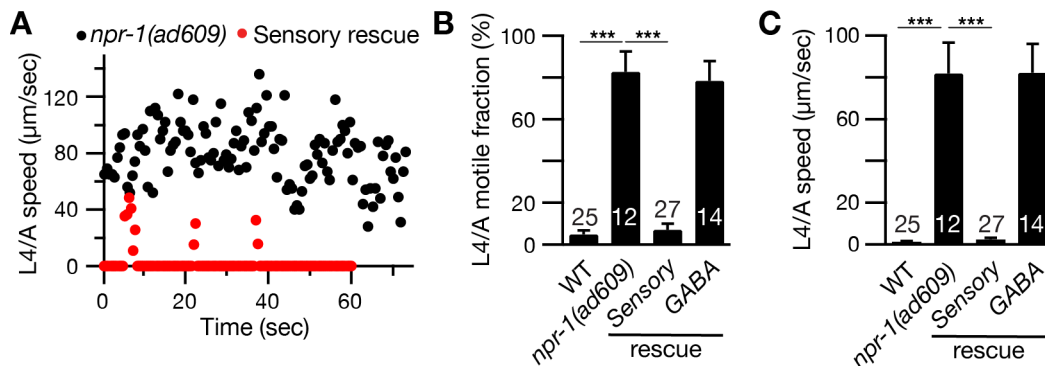 A
npr-1(ad609) Sensory rescue
L4/A speed (μm/sec)
120
80
40
0
0 20 40 60
Time (sec)
B
L4/A motile fraction (%)
100
60
20
0
*** ***
25 12 27 14
WT npr-1(ad609) Sensory GABA
rescue
C
L4/A speed (μm/sec)
100
60
20
0
*** ***
25 12 27 14
WT npr-1(ad609) Sensory GABA
rescue